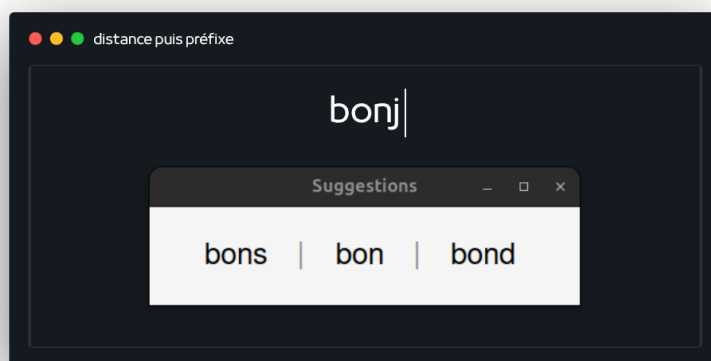 distance puis préfixe
bonj
Suggestions
bons | bon | bond